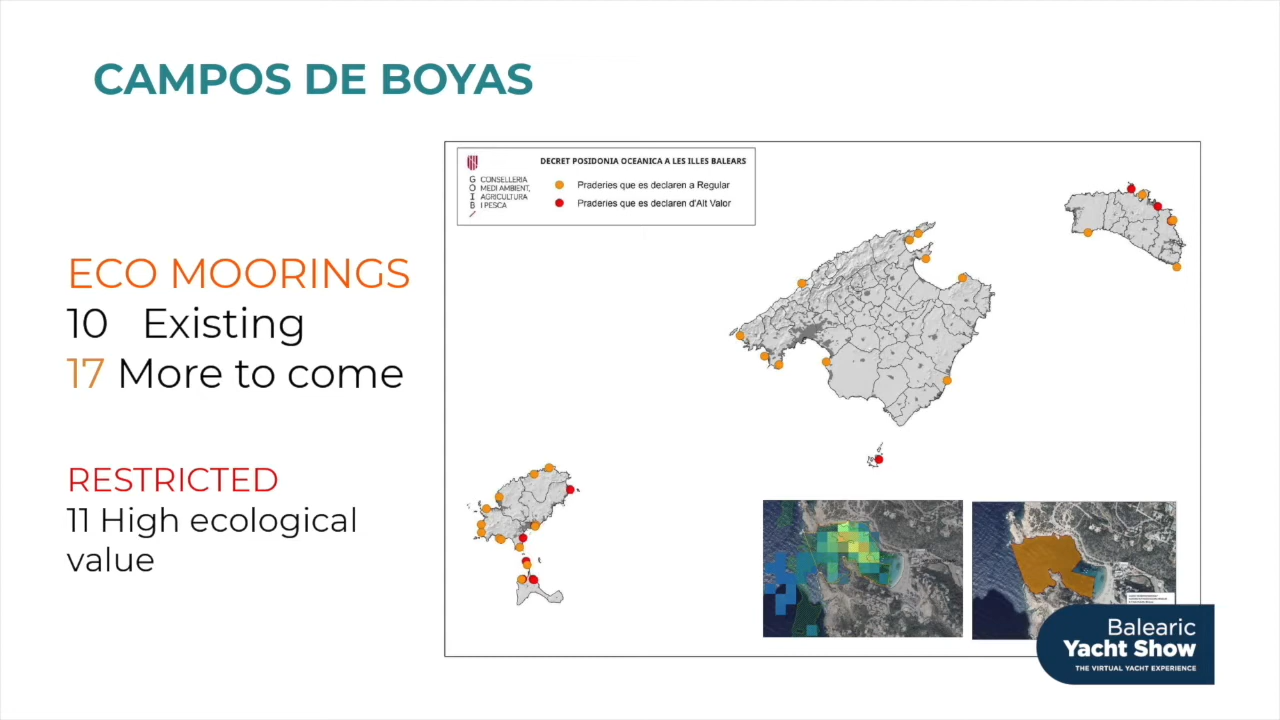 CAMPOS DE BOYAS
DECRET POSIDONIA OCEANICA A LES ILLES BALEARS
G CONSELLERIA
O MEDI AMBIENT,
I AGRICULTURA
B I PESCA
Praderies que es declaren a Regular
Praderies que es declaren d'Alt Valor
ECO MOORINGS
10 Existing
17 More to come
RESTRICTED
11 High ecological
value
Balearic
Yacht Show
THE VIRTUAL YACHT EXPERIENCE